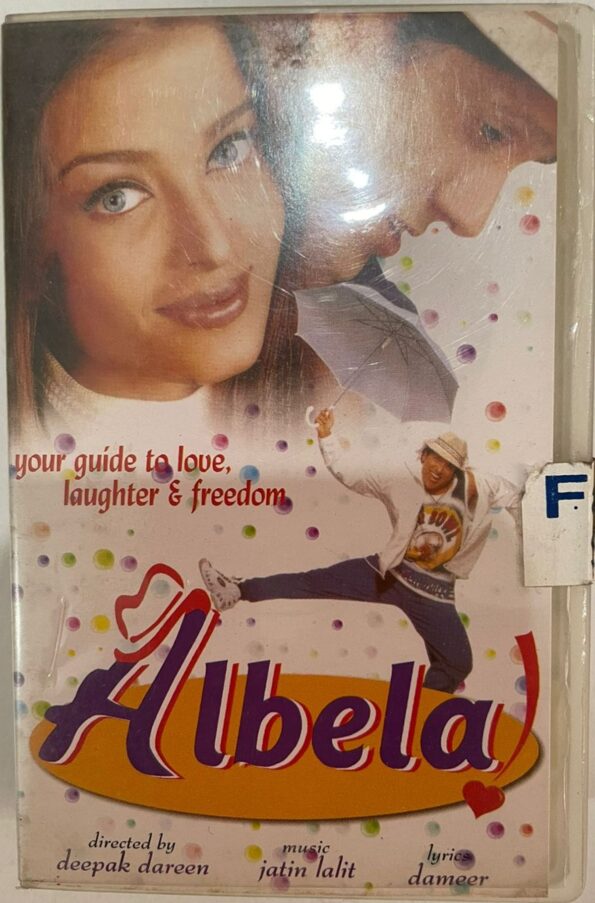 your guide to love,
laughter & freedom
F
Albela
directed by
deepak dareen
music
jatin lalit
lyrics
dameer